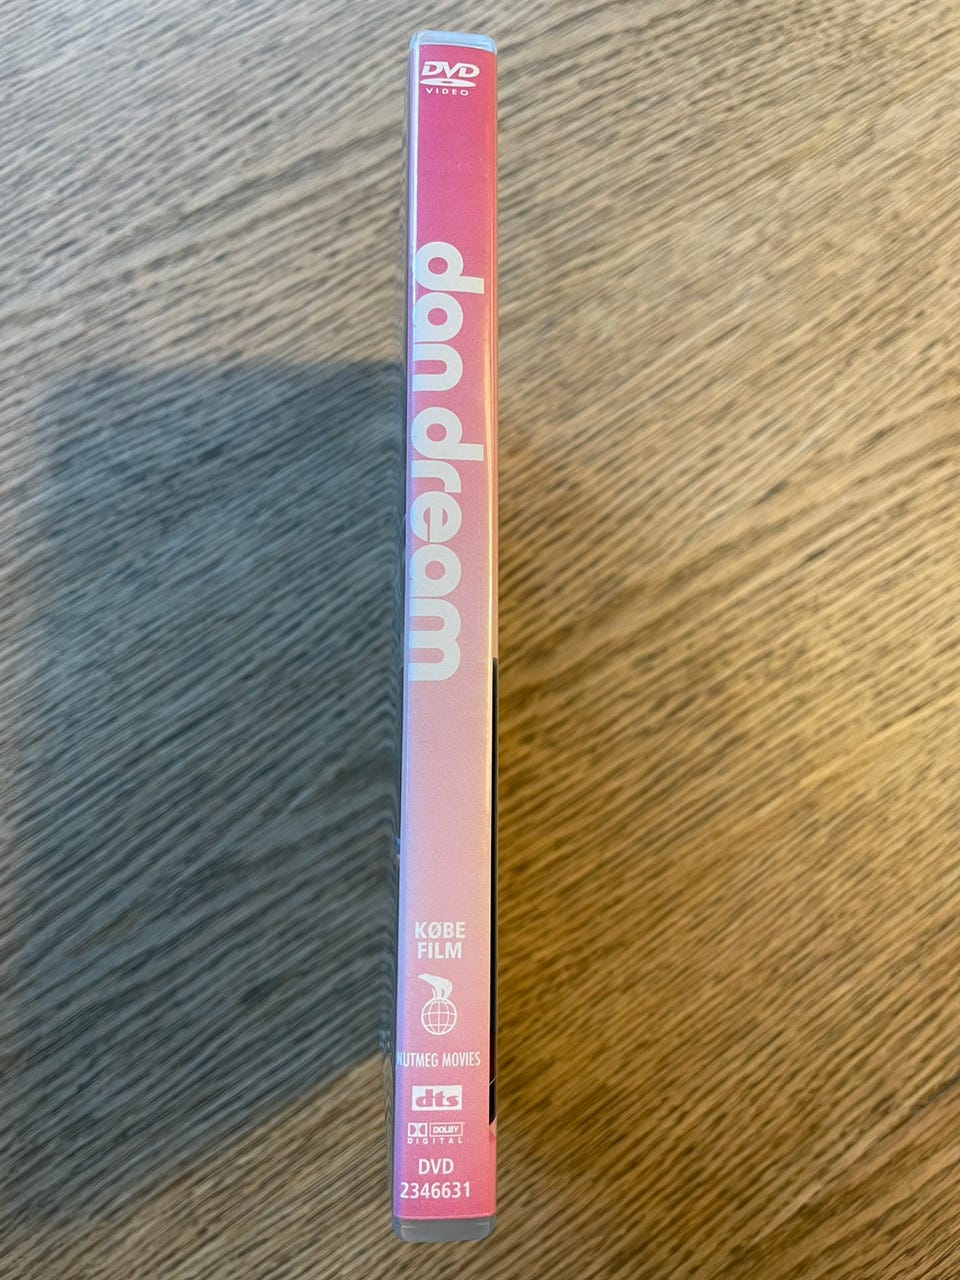 DVD
VIDEO
dan dream
KØBE
FILM
NUTMEG MOVIES
dts
DOLBY
DIGITAL
DVD
2346631